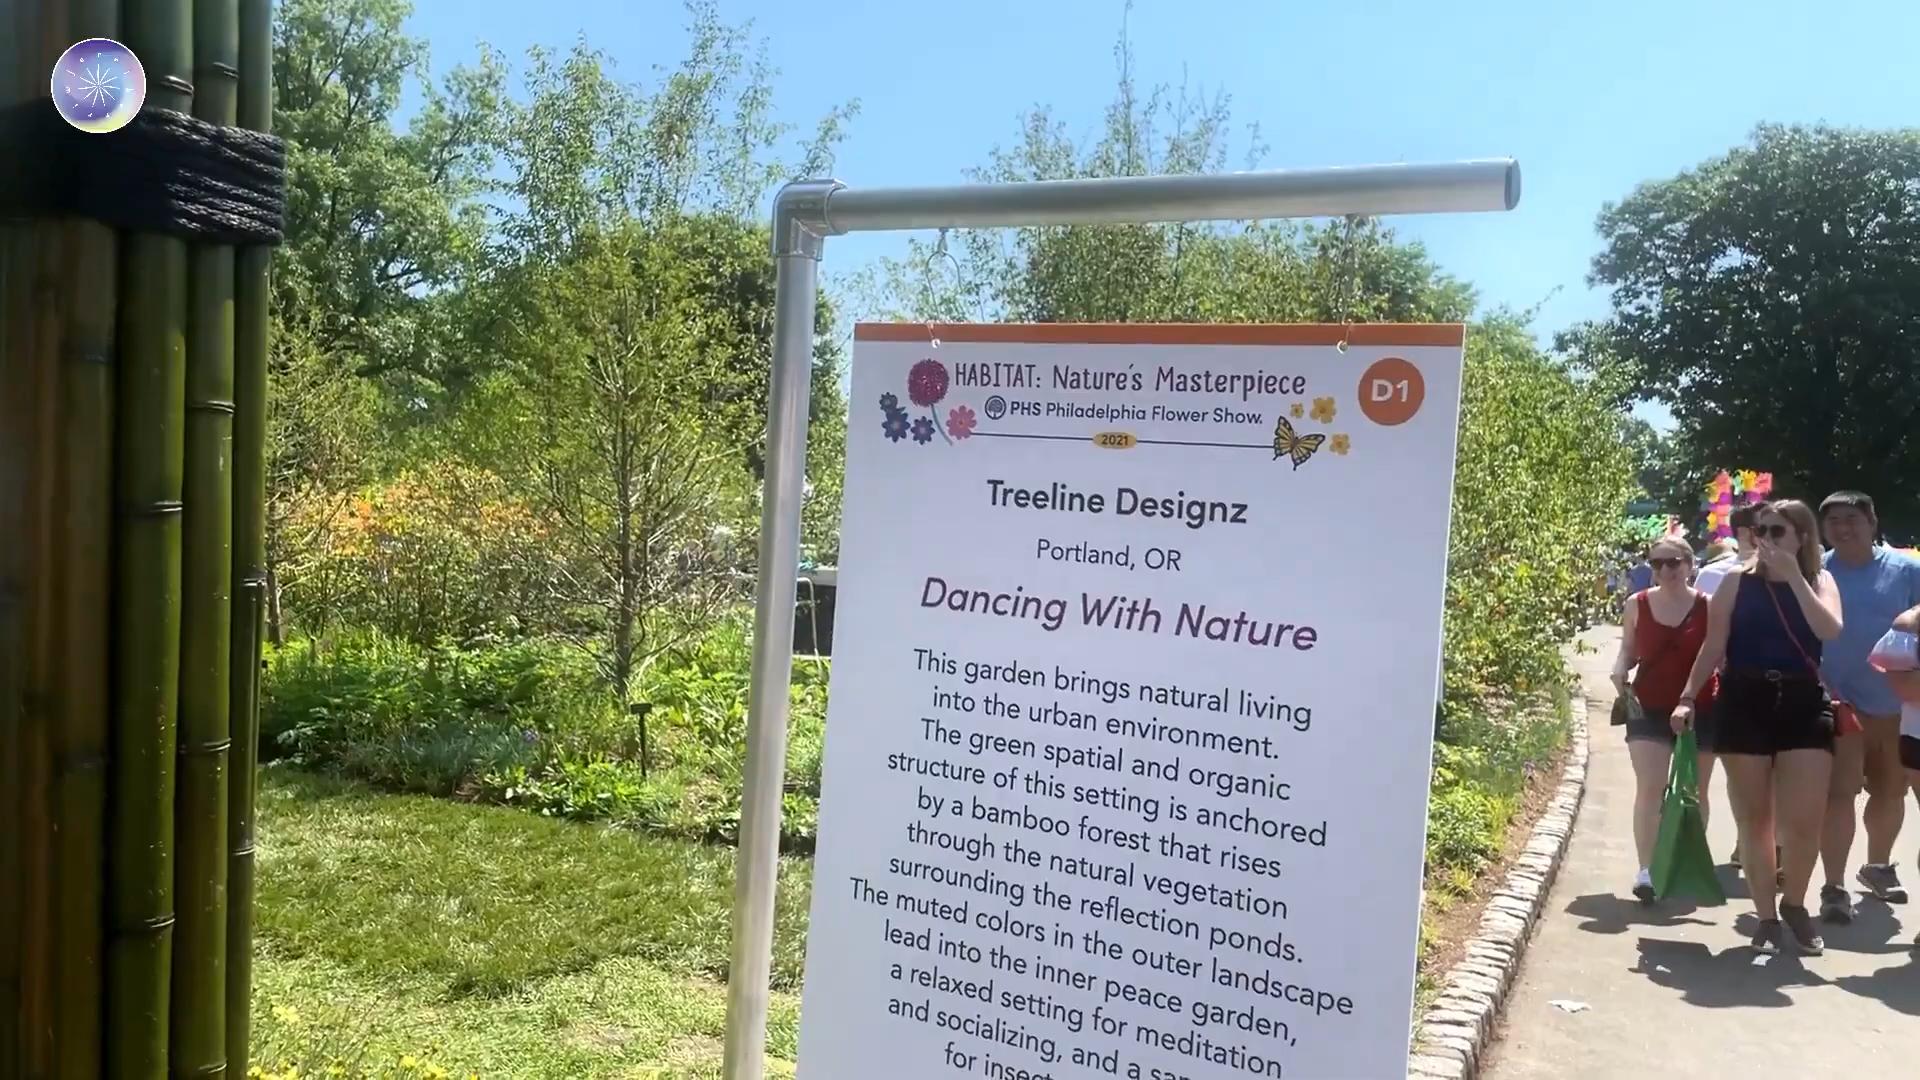 HABITAT: Nature's Masterpiece
D1
PHS Philadelphia Flower Show.
2021
Treeline Designz
Portland, OR
Dancing With Nature
This garden brings natural living
into the urban environment.
The green spatial and organic
structure of this setting is anchored
by a bamboo forest that rises
through the natural vegetation
surrounding the reflection ponds.
The muted colors in the outer landscape
lead into the inner peace garden,
a relaxed setting for meditation
and socializing, and a
for